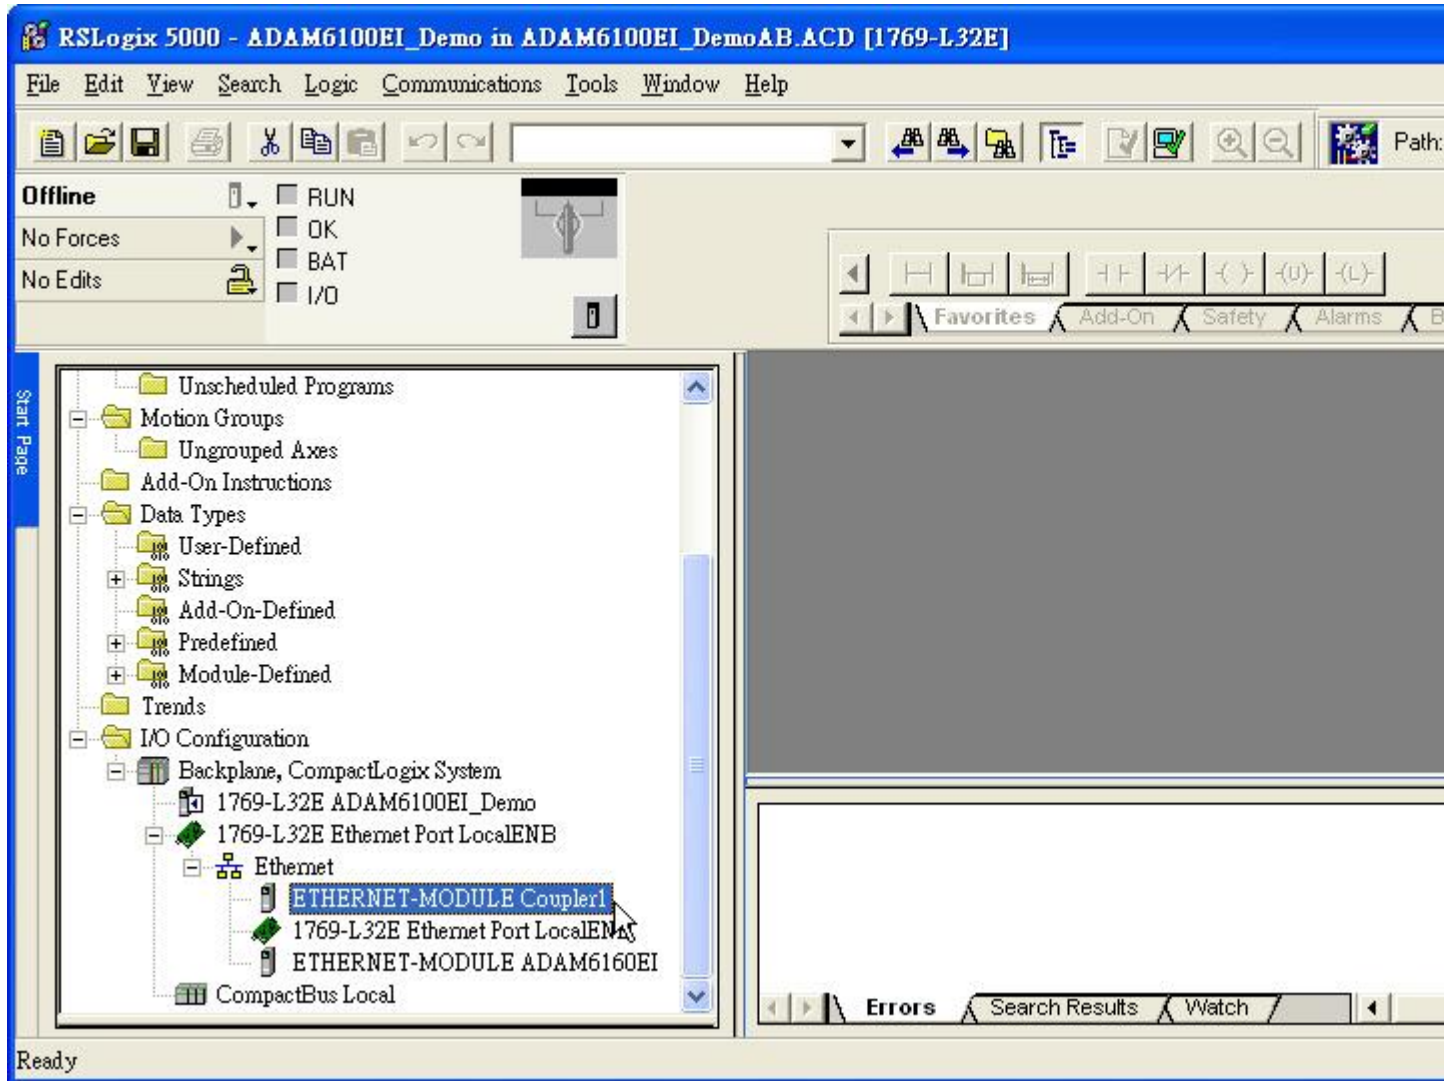 RSLogix 5000 - ADAM6100EI_Demo in ADAM6100EI_DemoAB.ACD [1769-L32E]
File Edit View Search Logic Communications Tools Window Help
Path:
Offline
RUN
No Forces
OK
BAT
No Edits
I/O
Favorites Add-On Safety Alarms B
Start Page
Unscheduled Programs
Motion Groups
Ungrouped Axes
Add-On Instructions
Data Types
User-Defined
Strings
Add-On-Defined
Predefined
Module-Defined
Trends
I/O Configuration
Backplane, CompactLogix System
1769-L32E ADAM6100EI_Demo
1769-L32E Ethernet Port LocalENB
Ethernet
ETHERNET-MODULE Coupler1
1769-L32E Ethernet Port
ETHERNET-MODULE ADAM6160EI
CompactBus Local
Errors Search Results Watch
Ready